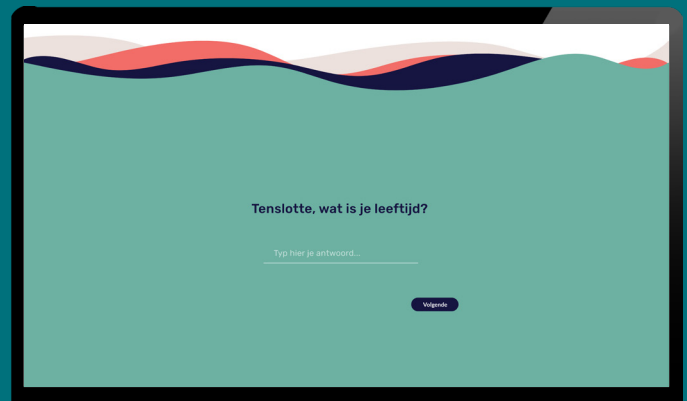 Tenslotte, wat is je leeftijd?
Typ hier je antwoord...
Volgende